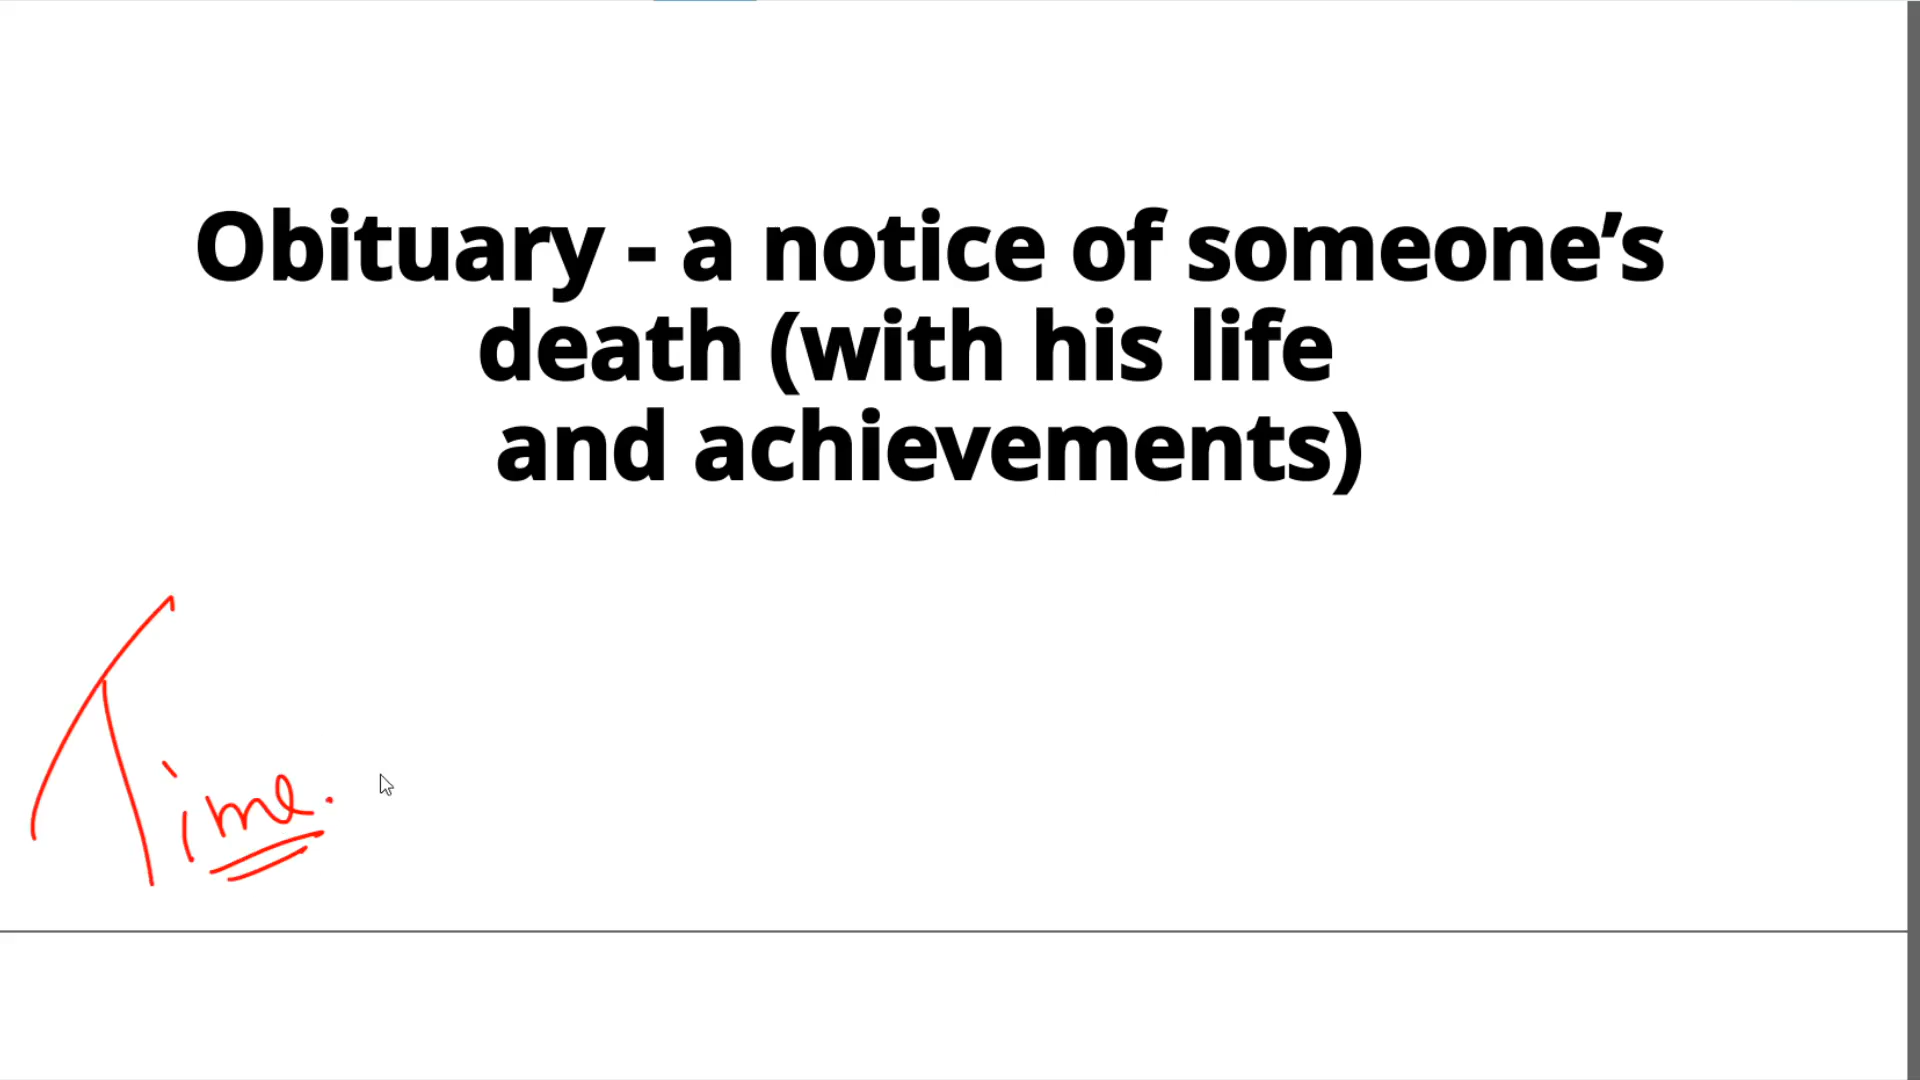 Obituary - a notice of someone’s
death (with his life
and achievements)
Time.